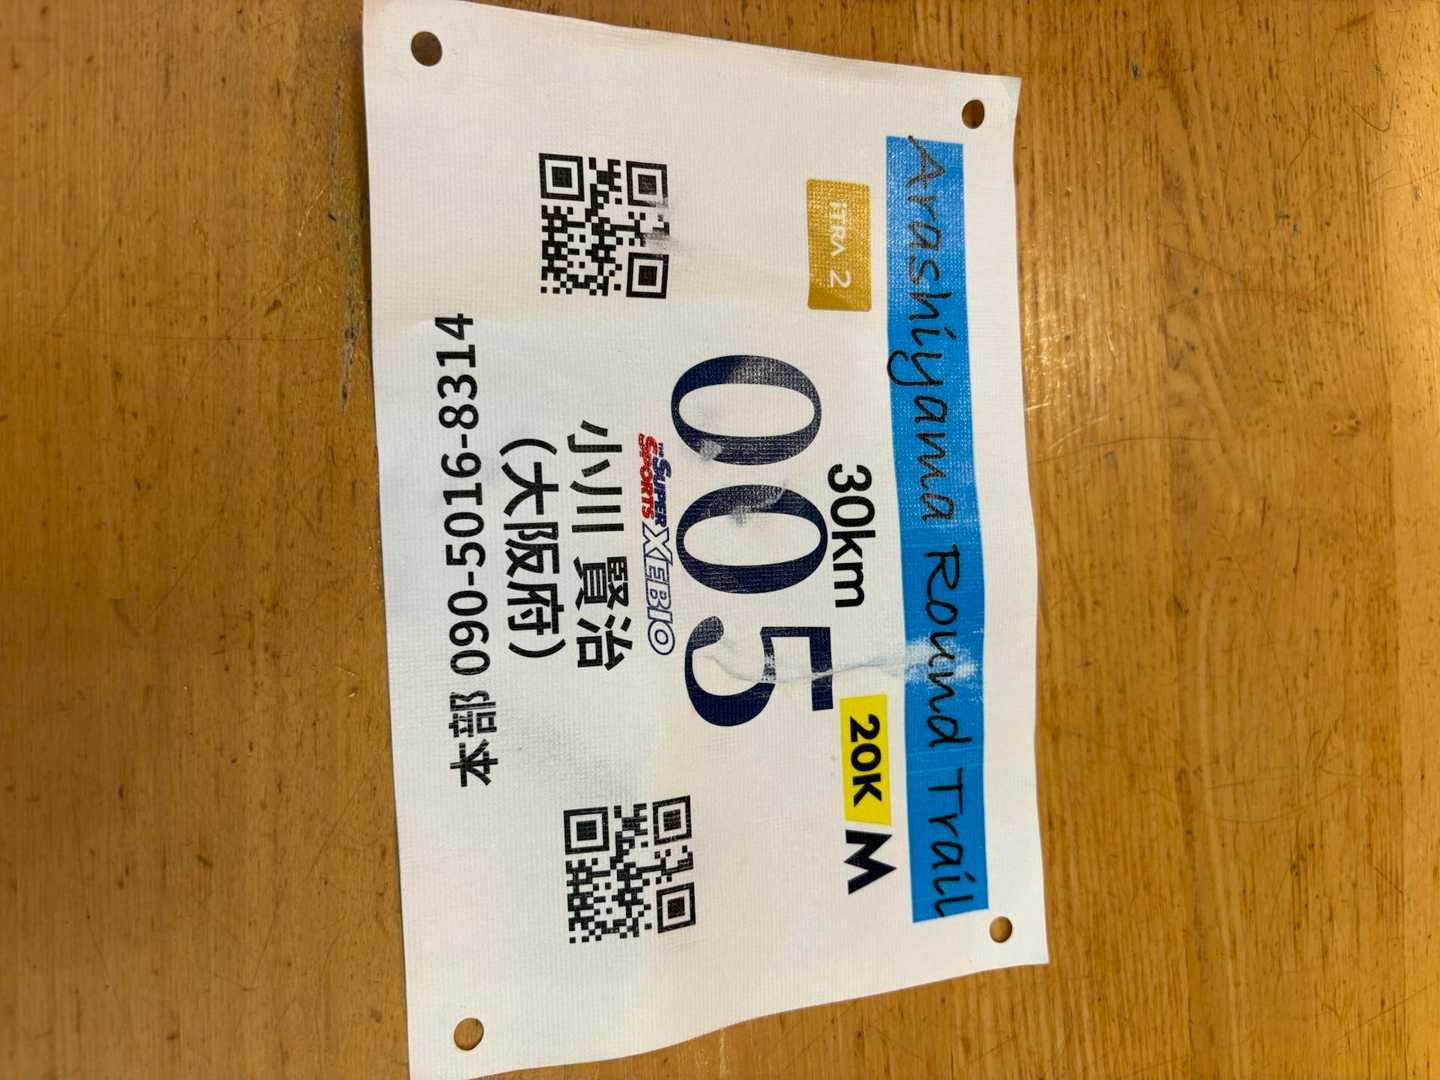 Arashiyama Round Trail
iTRA 2
30km
20K M
005
THE SUPER SPORTS XEBIO
小川 賢治
(大阪府)
本部 090-5016-8314